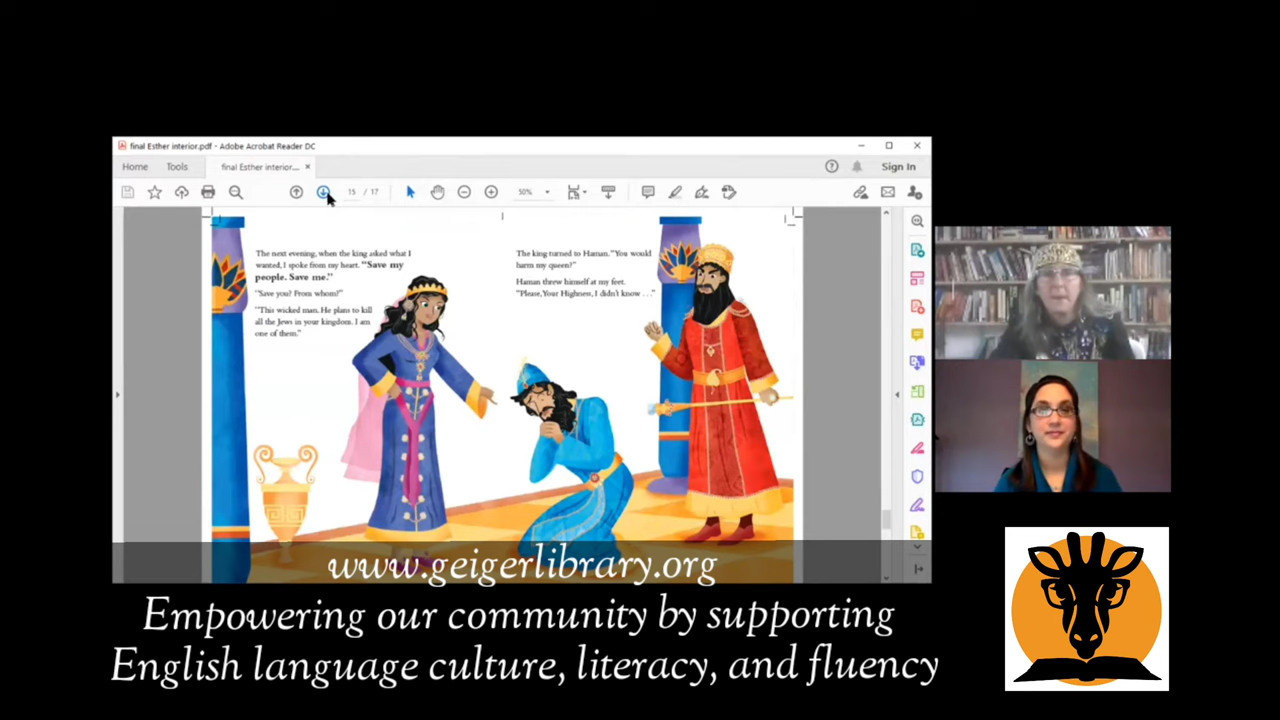 final Esther interior.pdf - Adobe Acrobat Reader DC
Home Tools final Esther interior.... × Sign In
15 / 17 50%
The next evening, when the king asked what I
wanted, I spoke from my heart. "Save my
people. Save me."
"Save you? From whom?"
"This wicked man. He plans to kill
all the Jews in your kingdom. I am
one of them."
The king turned to Haman. "You would
harm my queen?"
Haman threw himself at my feet.
"Please, Your Highness, I didn't know . . ."
www.geigerlibrary.org
Empowering our community by supporting
English language culture, literacy, and fluency